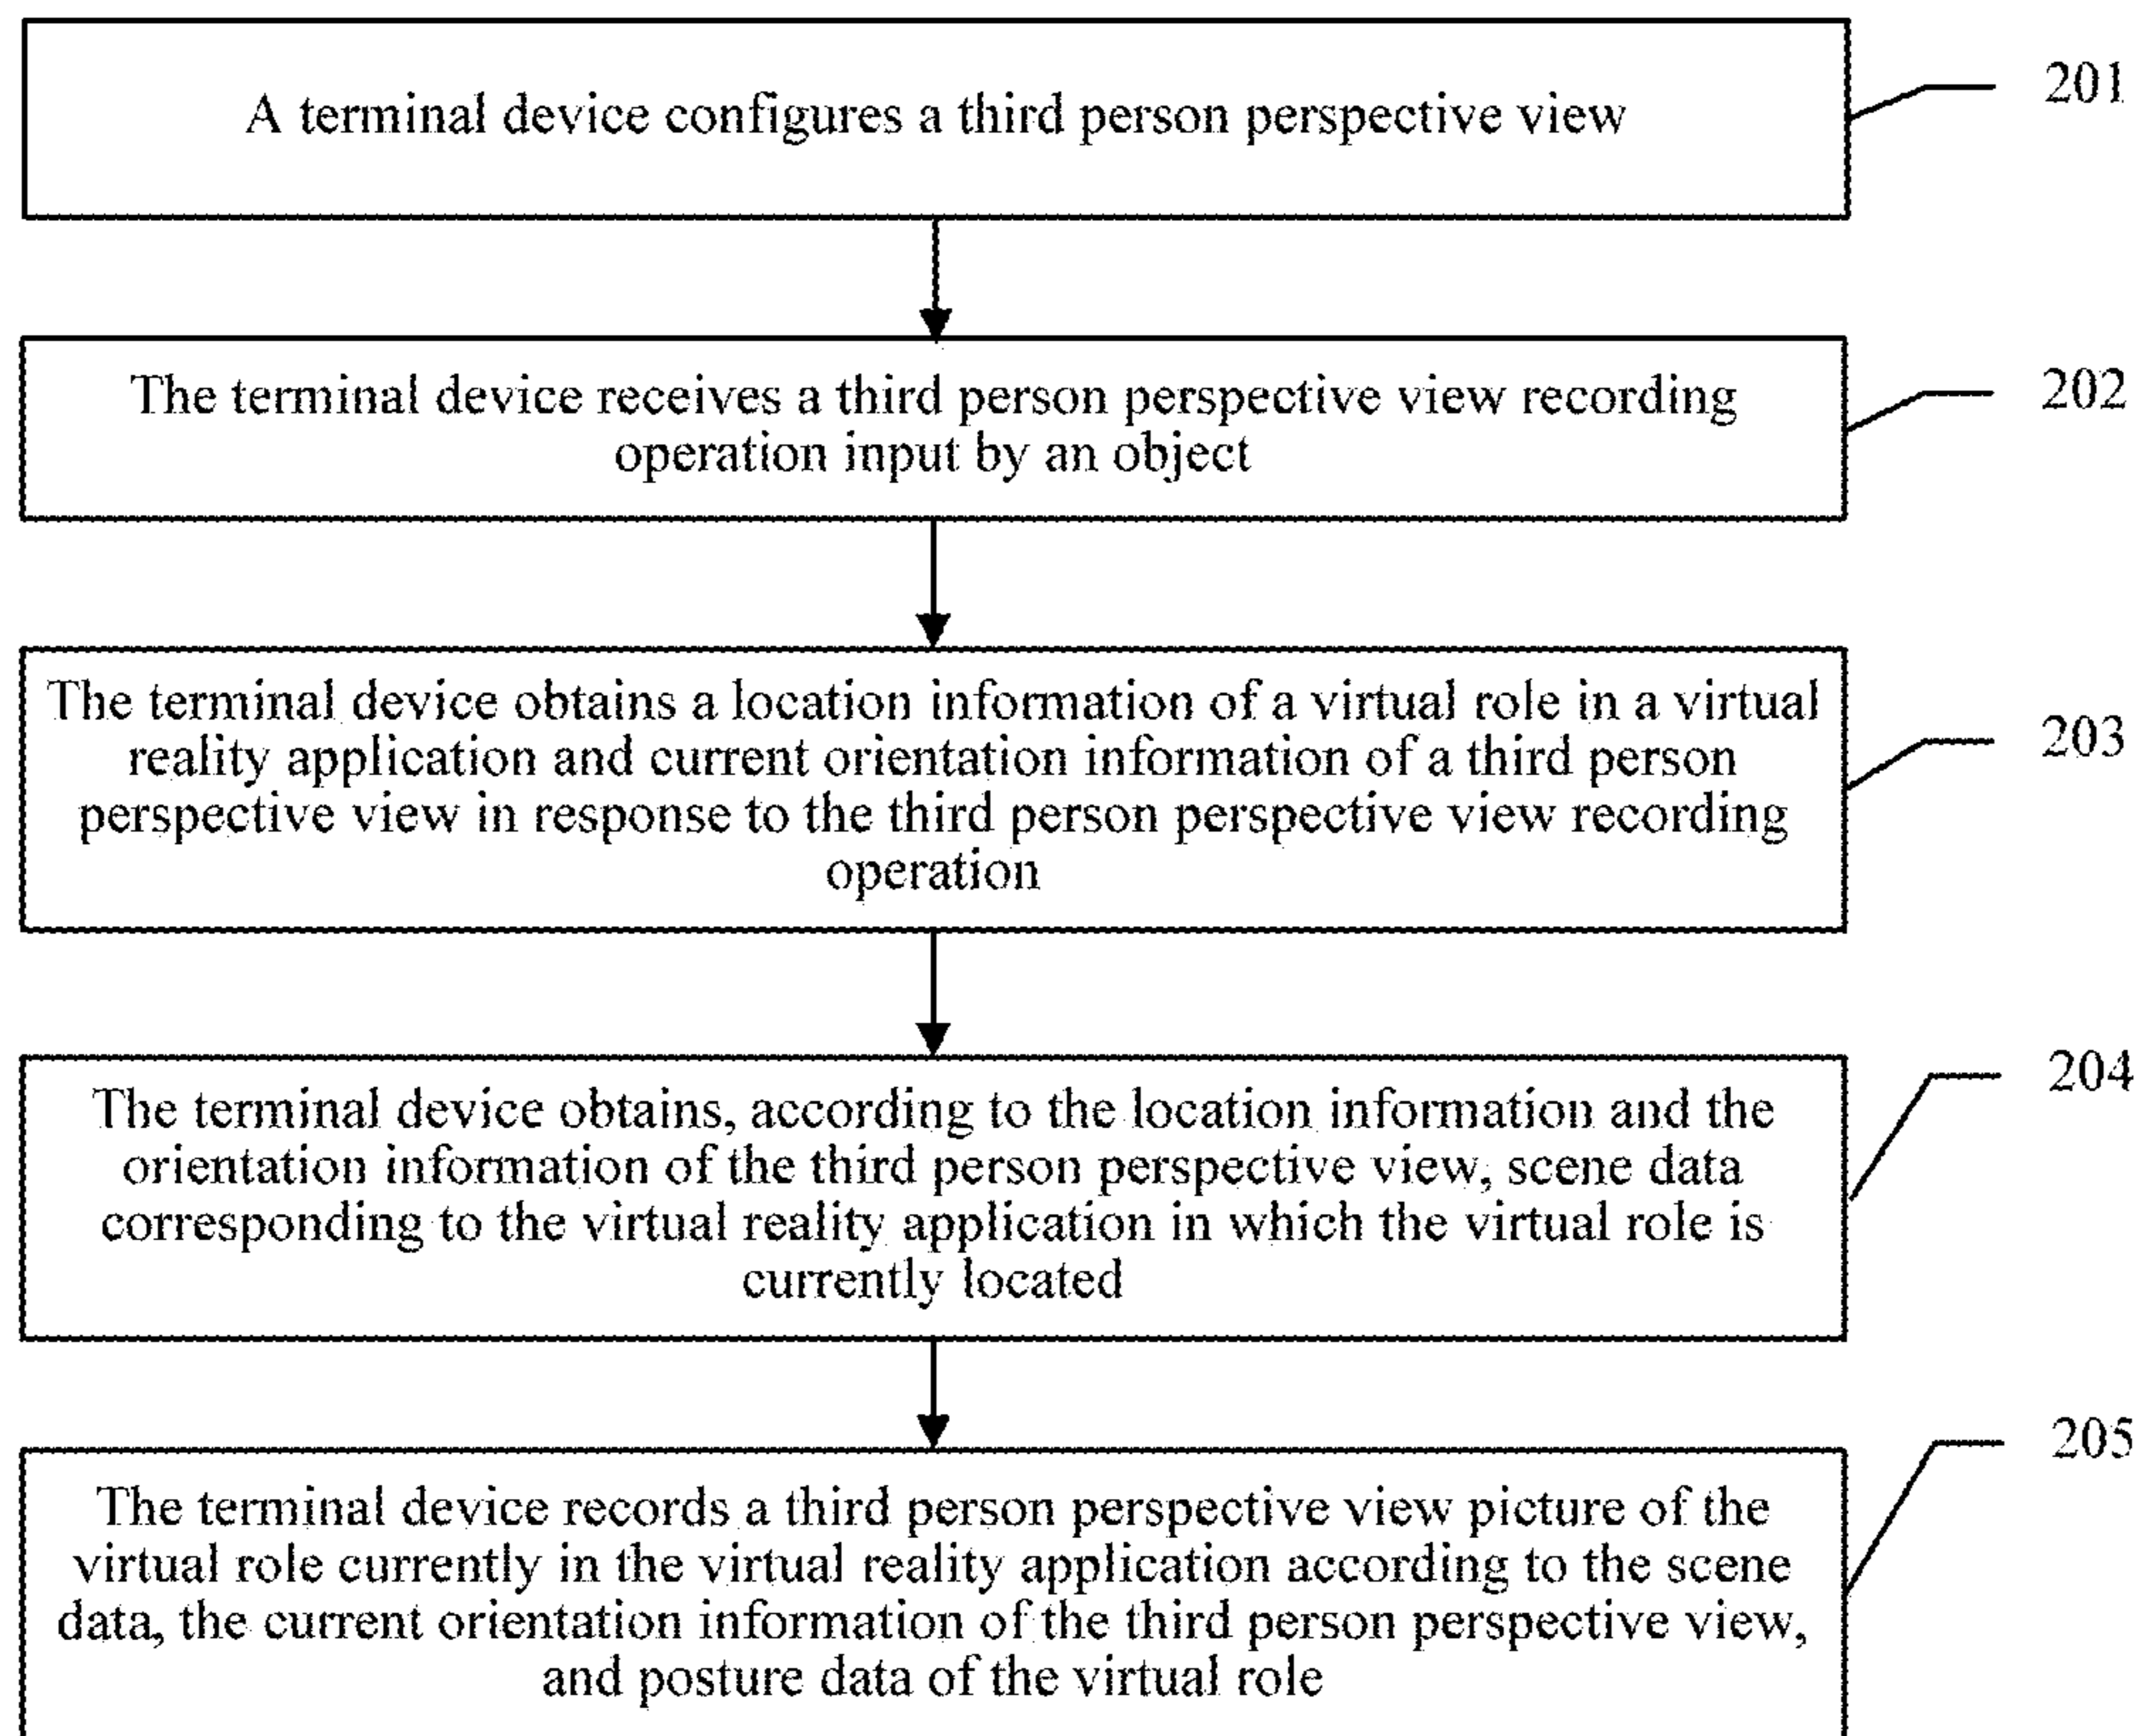 A terminal device configures a third person perspective view
201
The terminal device receives a third person perspective view recording
operation input by an object
202
The terminal device obtains a location information of a virtual role in a virtual
reality application and current orientation information of a third person
perspective view in response to the third person perspective view recording
operation
203
The terminal device obtains, according to the location information and the
orientation information of the third person perspective view, scene data
corresponding to the virtual reality application in which the virtual role is
currently located
204
The terminal device records a third person perspective view picture of the
virtual role currently in the virtual reality application according to the scene
data, the current orientation information of the third person perspective view,
and posture data of the virtual role
205